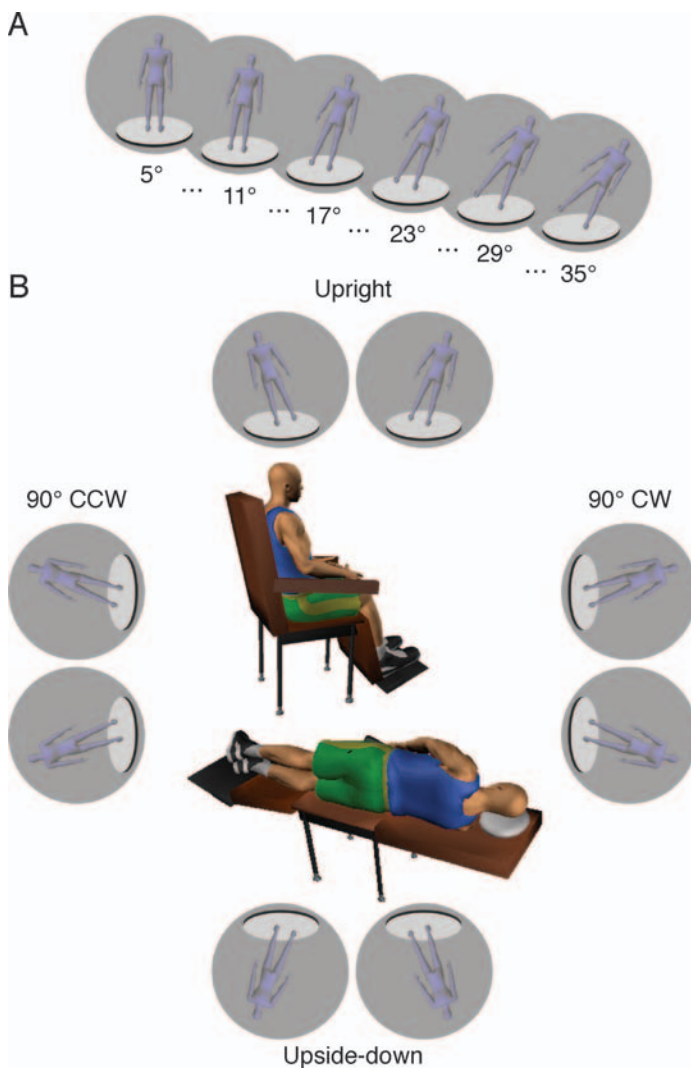 A
5°
... 11°
... 17°
... 23°
... 29°
... 35°
B
Upright
90° CCW
90° CW
Upside-down